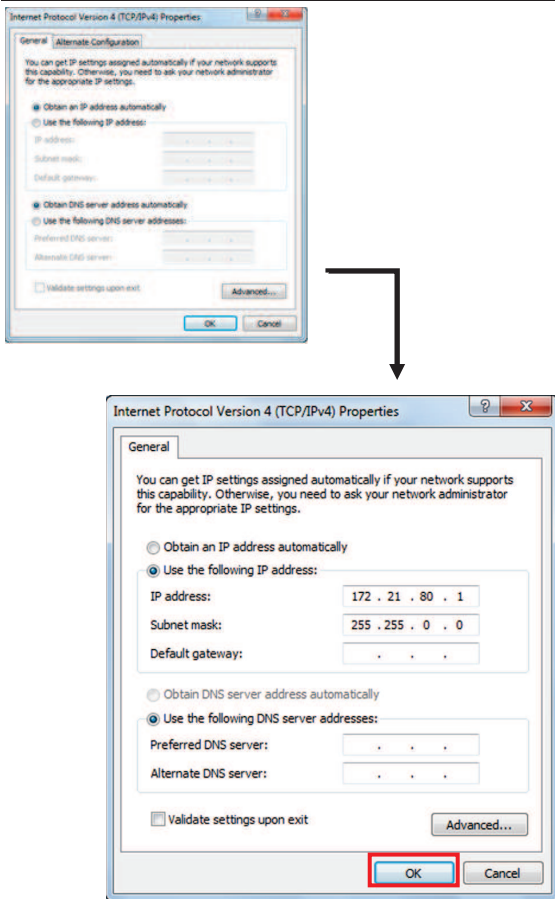 Internet Protocol Version 4 (TCP/IPv4) Properties
General
Alternate Configuration
You can get IP settings assigned automatically if your network supports
this capability. Otherwise, you need to ask your network administrator
for the appropriate IP settings.
Obtain an IP address automatically
Use the following IP address:
IP address:
Subnet mask:
Default gateway:
Obtain DNS server address automatically
Use the following DNS server addresses:
Preferred DNS server:
Alternate DNS server:
Validate settings upon exit
Advanced...
OK
Cancel
Internet Protocol Version 4 (TCP/IPv4) Properties
General
You can get IP settings assigned automatically if your network supports
this capability. Otherwise, you need to ask your network administrator
for the appropriate IP settings.
Obtain an IP address automatically
Use the following IP address:
IP address: 172 . 21 . 80 . 1
Subnet mask: 255 . 255 . 0 . 0
Default gateway: . . .
Obtain DNS server address automatically
Use the following DNS server addresses:
Preferred DNS server: . . .
Alternate DNS server: . . .
Validate settings upon exit
Advanced...
OK
Cancel